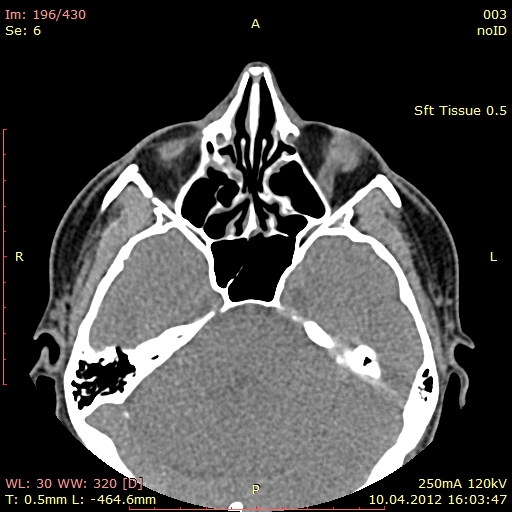 Im: 196/430
Se: 6
A
003
noID
Sft Tissue 0.5
R
L
WL: 30 WW: 320 [D]
T: 0.5mm L: -464.6mm
P
250mA 120kV
10.04.2012 16:03:47